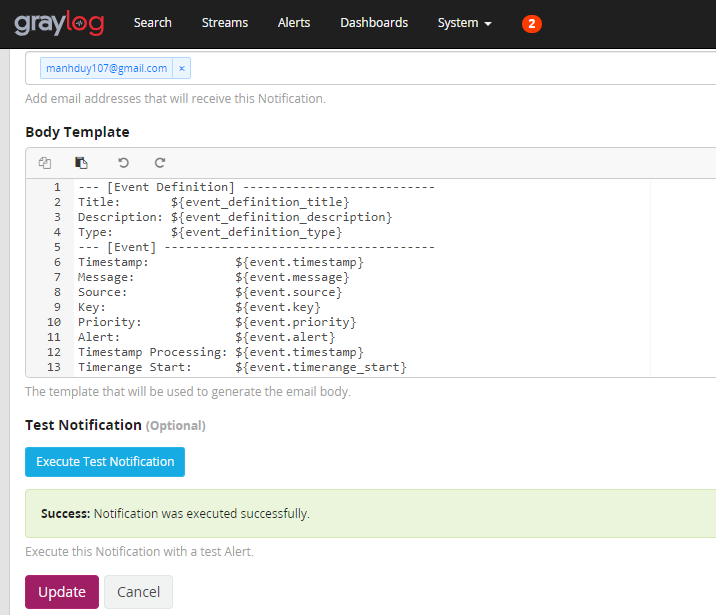 graylog Search Streams Alerts Dashboards System 2
manhduy107@gmail.com ×
Add email addresses that will receive this Notification.
Body Template
1 --- [Event Definition] ---------------------------
2 Title:       ${event_definition_title}
3 Description: ${event_definition_description}
4 Type:        ${event_definition_type}
5 --- [Event] --------------------------------------
6 Timestamp:            ${event.timestamp}
7 Message:              ${event.message}
8 Source:               ${event.source}
9 Key:                  ${event.key}
10 Priority:             ${event.priority}
11 Alert:                ${event.alert}
12 Timestamp Processing: ${event.timestamp}
13 Timerange Start:      ${event.timerange_start}
The template that will be used to generate the email body.
Test Notification (Optional)
Execute Test Notification
Success: Notification was executed successfully.
Execute this Notification with a test Alert.
Update Cancel